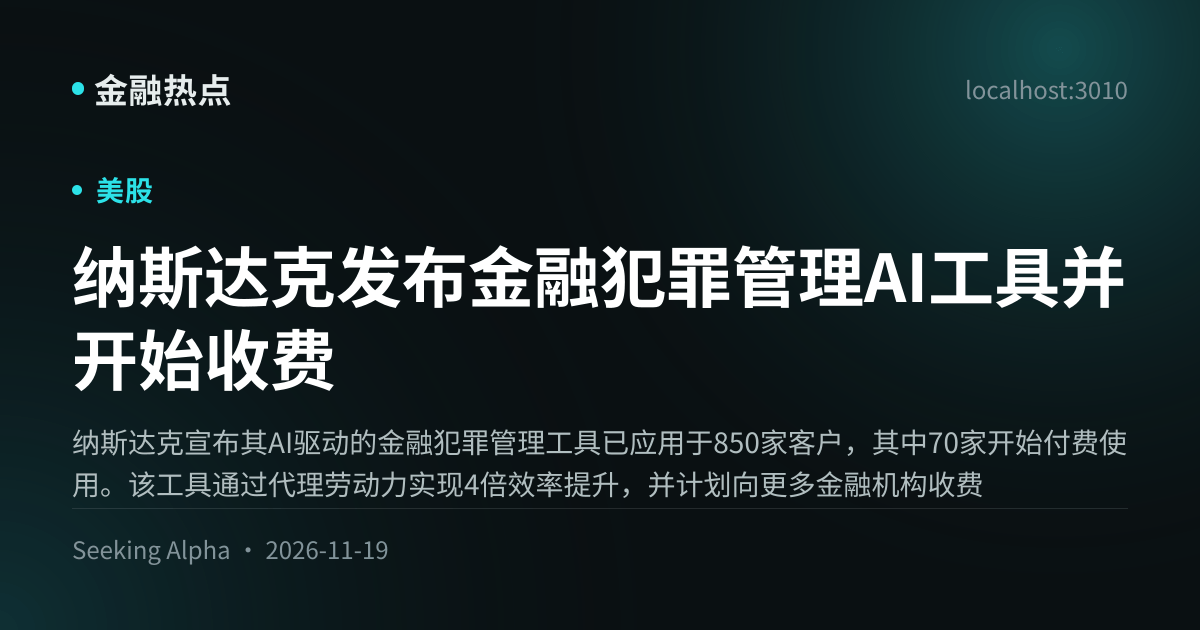 金融热点
localhost:3010
美股
纳斯达克发布金融犯罪管理AI工具并
开始收费
纳斯达克宣布其AI驱动的金融犯罪管理工具已应用于850家客户，其中70家开始付费使
用。该工具通过代理劳动力实现4倍效率提升，并计划向更多金融机构收费
Seeking Alpha · 2026-11-19